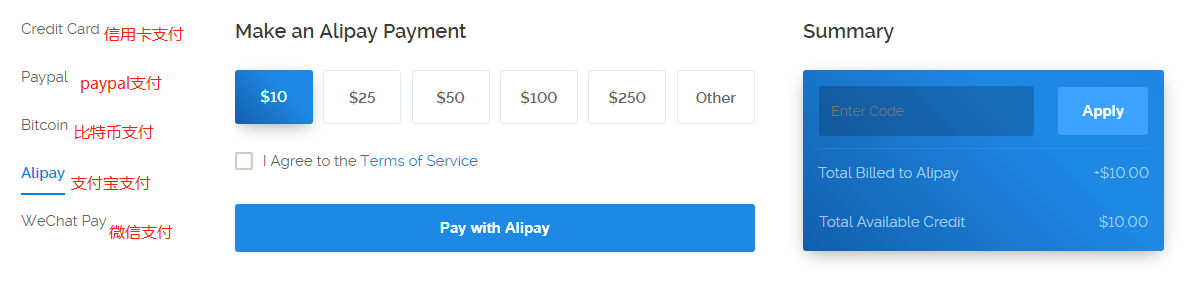 Credit Card 信用卡支付
Paypal paypal支付
Bitcoin 比特币支付
Alipay 支付宝支付
WeChat Pay 微信支付
Make an Alipay Payment
$10 $25 $50 $100 $250 Other
I Agree to the Terms of Service
Pay with Alipay
Summary
Enter Code Apply
Total Billed to Alipay +$10.00
Total Available Credit $10.00